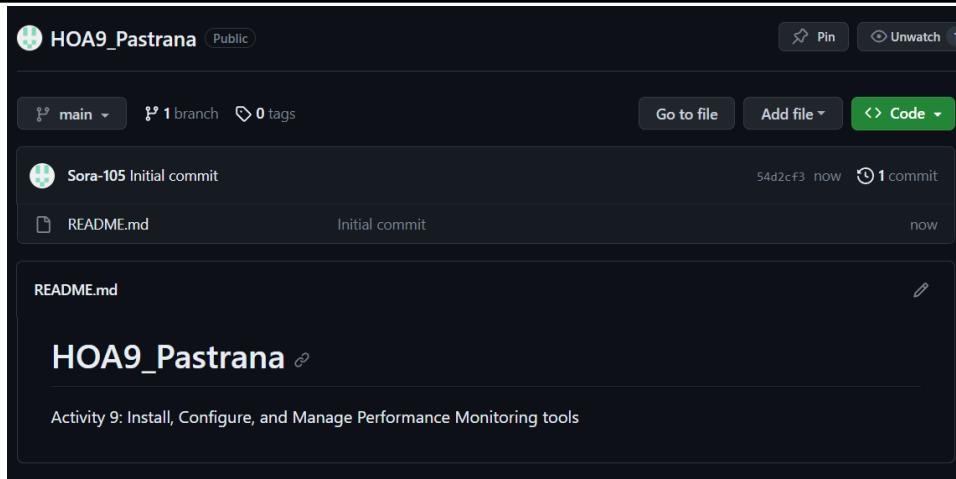 HOA9_Pastrana Public Pin Unwatch
main 1 branch 0 tags Go to file Add file <> Code
Sora-105 Initial commit 54d2cf3 now 1 commit
README.md Initial commit now
README.md
HOA9_Pastrana
Activity 9: Install, Configure, and Manage Performance Monitoring tools